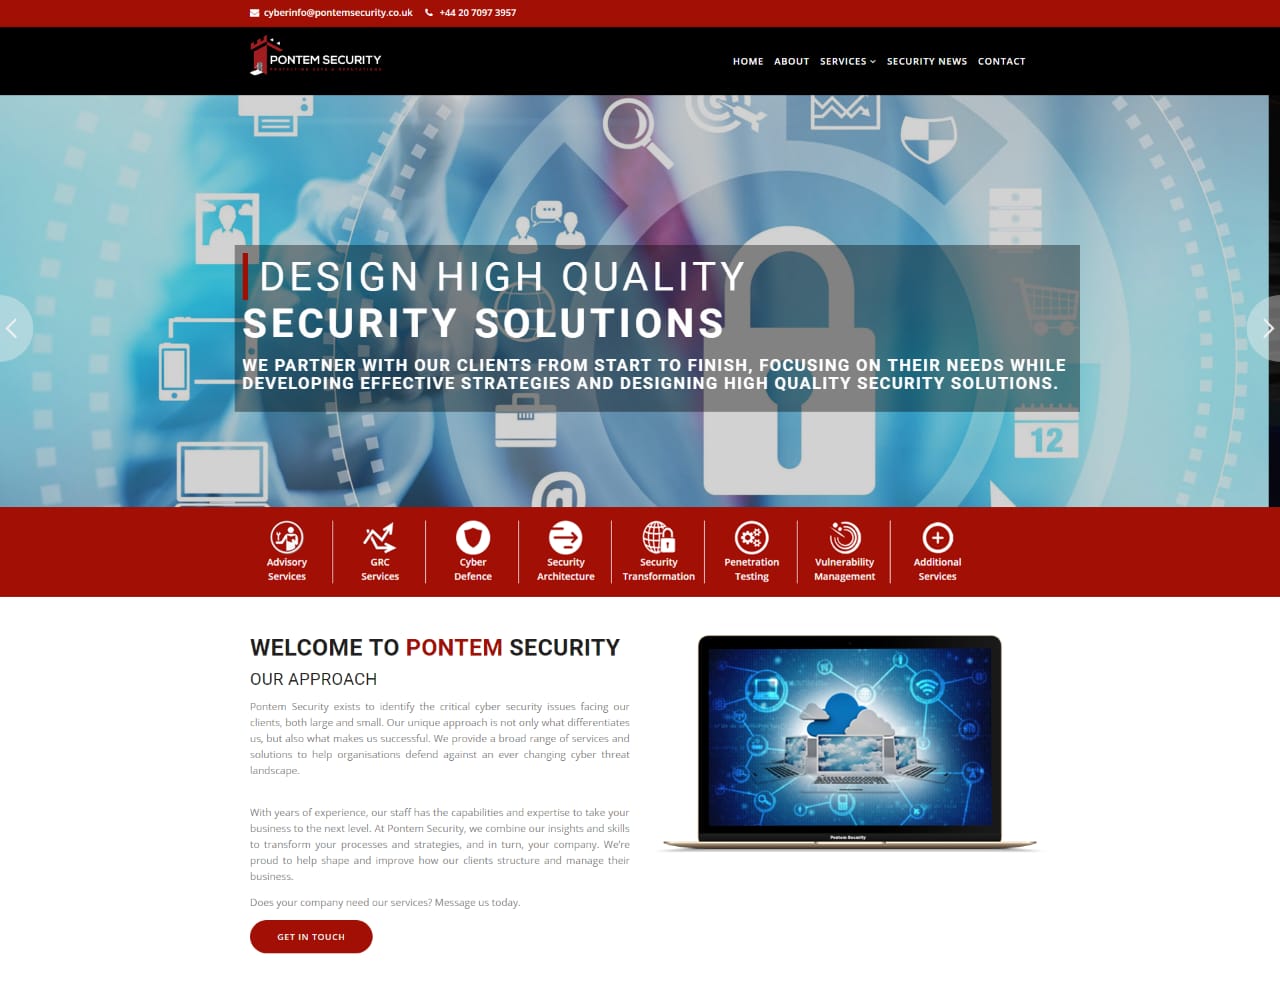 cyberinfo@pontemsecurity.co.uk +44 20 7097 3957
PONTEM SECURITY
HOME ABOUT SERVICES SECURITY NEWS CONTACT
DESIGN HIGH QUALITY
SECURITY SOLUTIONS
WE PARTNER WITH OUR CLIENTS FROM START TO FINISH, FOCUSING ON THEIR NEEDS WHILE
DEVELOPING EFFECTIVE STRATEGIES AND DESIGNING HIGH QUALITY SECURITY SOLUTIONS.
12
@
Advisory
Services
GRC
Services
Cyber
Defence
Security
Architecture
Security
Transformation
Penetration
Testing
Vulnerability
Management
Additional
Services
WELCOME TO PONTEM SECURITY
OUR APPROACH
Pontem Security exists to identify the critical cyber security issues facing our
clients, both large and small. Our unique approach is not only what differentiates
us, but also what makes us successful. We provide a broad range of services and
solutions to help organisations defend against an ever changing cyber threat
landscape.
With years of experience, our staff has the capabilities and expertise to take your
business to the next level. At Pontem Security, we combine our insights and skills
to transform your processes and strategies, and in turn, your company. We're
proud to help shape and improve how our clients structure and manage their
business.
Does your company need our services? Message us today.
GET IN TOUCH
Pontem Security